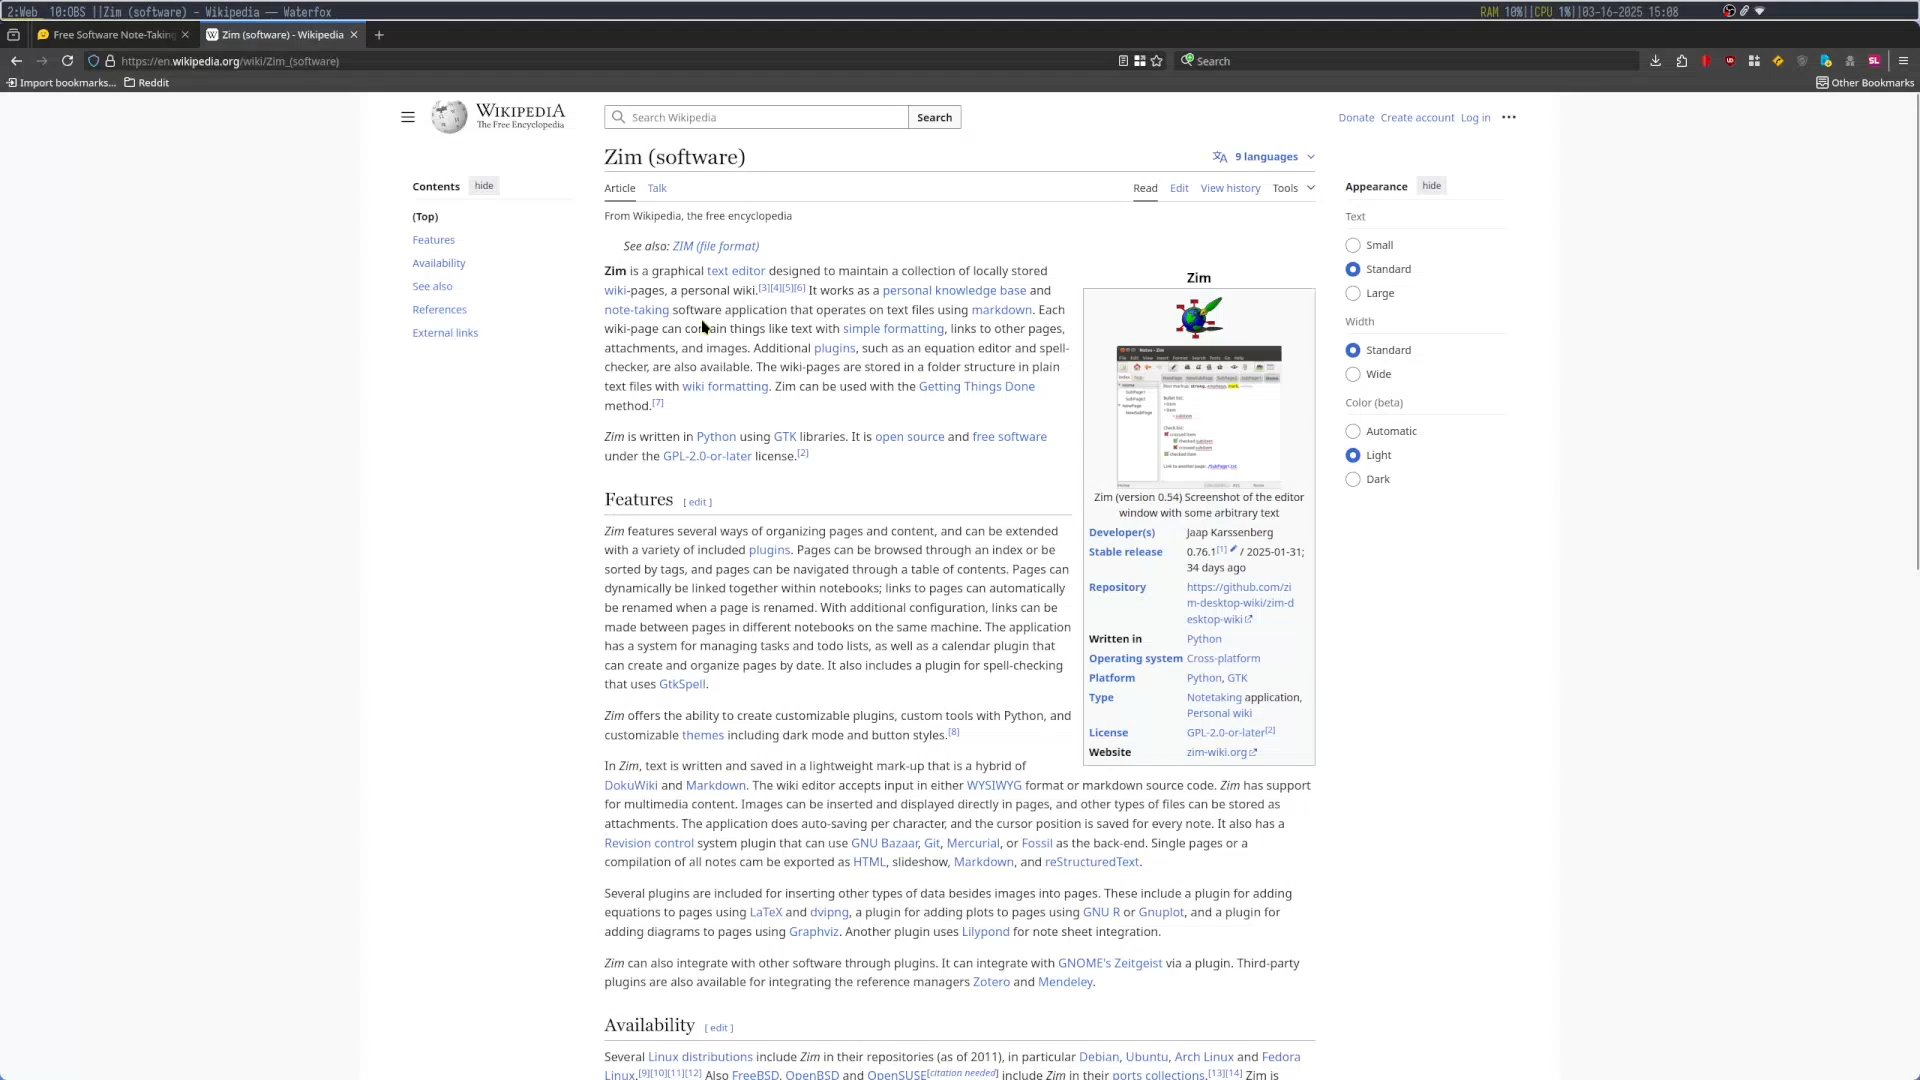 2:Web 10:OBS ||Zim (software) – Wikipedia — Waterfox
RAM 10%||CPU 1%||03-16-2025 15:08
Free Software Note-Taking
Zim (software) - Wikipedia
https://en.wikipedia.org/wiki/Zim_(software)
Search
Import bookmarks...
Reddit
Other Bookmarks
WIKIPEDIA
The Free Encyclopedia
Search Wikipedia
Search
Donate Create account Log in
Contents hide
(Top)
Features
Availability
See also
References
External links
Zim (software)
9 languages
Article Talk
Read Edit View history Tools
From Wikipedia, the free encyclopedia
See also: ZIM (file format)
Zim is a graphical text editor designed to maintain a collection of locally stored
wiki-pages, a personal wiki.[3][4][5][6] It works as a personal knowledge base and
note-taking software application that operates on text files using markdown. Each
wiki-page can contain things like text with simple formatting, links to other pages,
attachments, and images. Additional plugins, such as an equation editor and spell-
checker, are also available. The wiki-pages are stored in a folder structure in plain
text files with wiki formatting. Zim can be used with the Getting Things Done
method.[7]
Zim is written in Python using GTK libraries. It is open source and free software
under the GPL-2.0-or-later license.[2]
Features [ edit ]
Zim features several ways of organizing pages and content, and can be extended
with a variety of included plugins. Pages can be browsed through an index or be
sorted by tags, and pages can be navigated through a table of contents. Pages can
dynamically be linked together within notebooks; links to pages can automatically
be renamed when a page is renamed. With additional configuration, links can be
made between pages in different notebooks on the same machine. The application
has a system for managing tasks and todo lists, as well as a calendar plugin that
can create and organize pages by date. It also includes a plugin for spell-checking
that uses GtkSpell.
Zim offers the ability to create customizable plugins, custom tools with Python, and
customizable themes including dark mode and button styles.[8]
In Zim, text is written and saved in a lightweight mark-up that is a hybrid of
DokuWiki and Markdown. The wiki editor accepts input in either WYSIWYG format or markdown source code. Zim has support
for multimedia content. Images can be inserted and displayed directly in pages, and other types of files can be stored as
attachments. The application does auto-saving per character, and the cursor position is saved for every note. It also has a
Revision control system plugin that can use GNU Bazaar, Git, Mercurial, or Fossil as the back-end. Single pages or a
compilation of all notes cam be exported as HTML, slideshow, Markdown, and reStructuredText.
Several plugins are included for inserting other types of data besides images into pages. These include a plugin for adding
equations to pages using LaTeX and dvipng, a plugin for adding plots to pages using GNU R or Gnuplot, and a plugin for
adding diagrams to pages using Graphviz. Another plugin uses Lilypond for note sheet integration.
Zim can also integrate with other software through plugins. It can integrate with GNOME's Zeitgeist via a plugin. Third-party
plugins are also available for integrating the reference managers Zotero and Mendeley.
Availability [ edit ]
Several Linux distributions include Zim in their repositories (as of 2011), in particular Debian, Ubuntu, Arch Linux and Fedora
Linux.[9][10][11][12] Also FreeBSD, OpenBSD and OpenSUSE[citation needed] include Zim in their ports collections.[13][14] Zim is
Zim
Zim (version 0.54) Screenshot of the editor
window with some arbitrary text
Developer(s) Jaap Karssenberg
Stable release 0.76.1[1] / 2025-01-31;
34 days ago
Repository https://github.com/zi
m-desktop-wiki/zim-d
esktop-wiki
Written in Python
Operating system Cross-platform
Platform Python, GTK
Type Notetaking application,
Personal wiki
License GPL-2.0-or-later[2]
Website zim-wiki.org
Appearance hide
Text
Small
Standard
Large
Width
Standard
Wide
Color (beta)
Automatic
Light
Dark